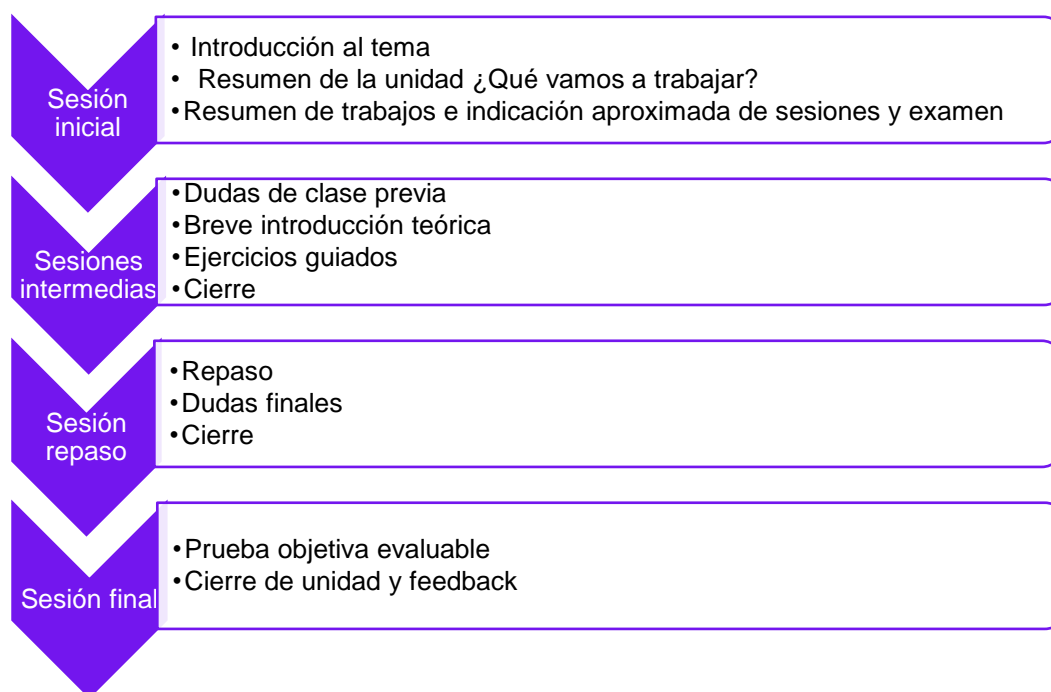 Sesión
inicial
• Introducción al tema
• Resumen de la unidad ¿Qué vamos a trabajar?
•Resumen de trabajos e indicación aproximada de sesiones y examen
Sesiones
intermedias
•Dudas de clase previa
•Breve introducción teórica
•Ejercicios guiados
•Cierre
Sesión
repaso
•Repaso
•Dudas finales
•Cierre
Sesión final
•Prueba objetiva evaluable
•Cierre de unidad y feedback